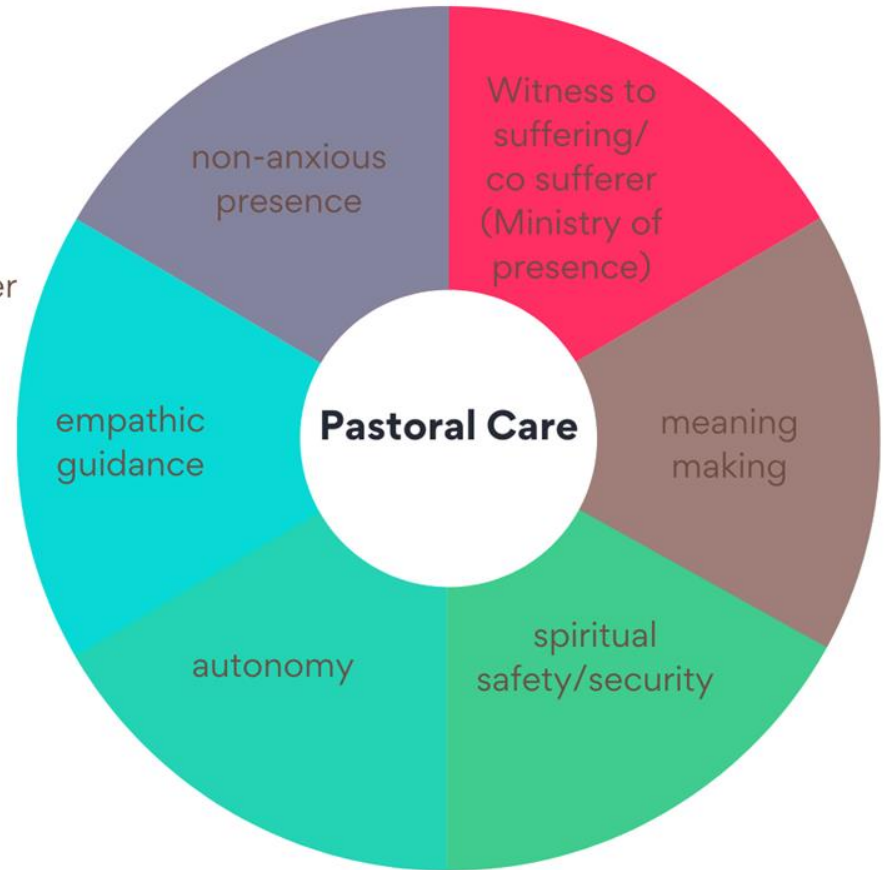 Witness to
suffering/
co sufferer
(Ministry of
presence)
non-anxious
presence
Pastoral Care
meaning
making
empathic
guidance
spiritual
safety/security
autonomy